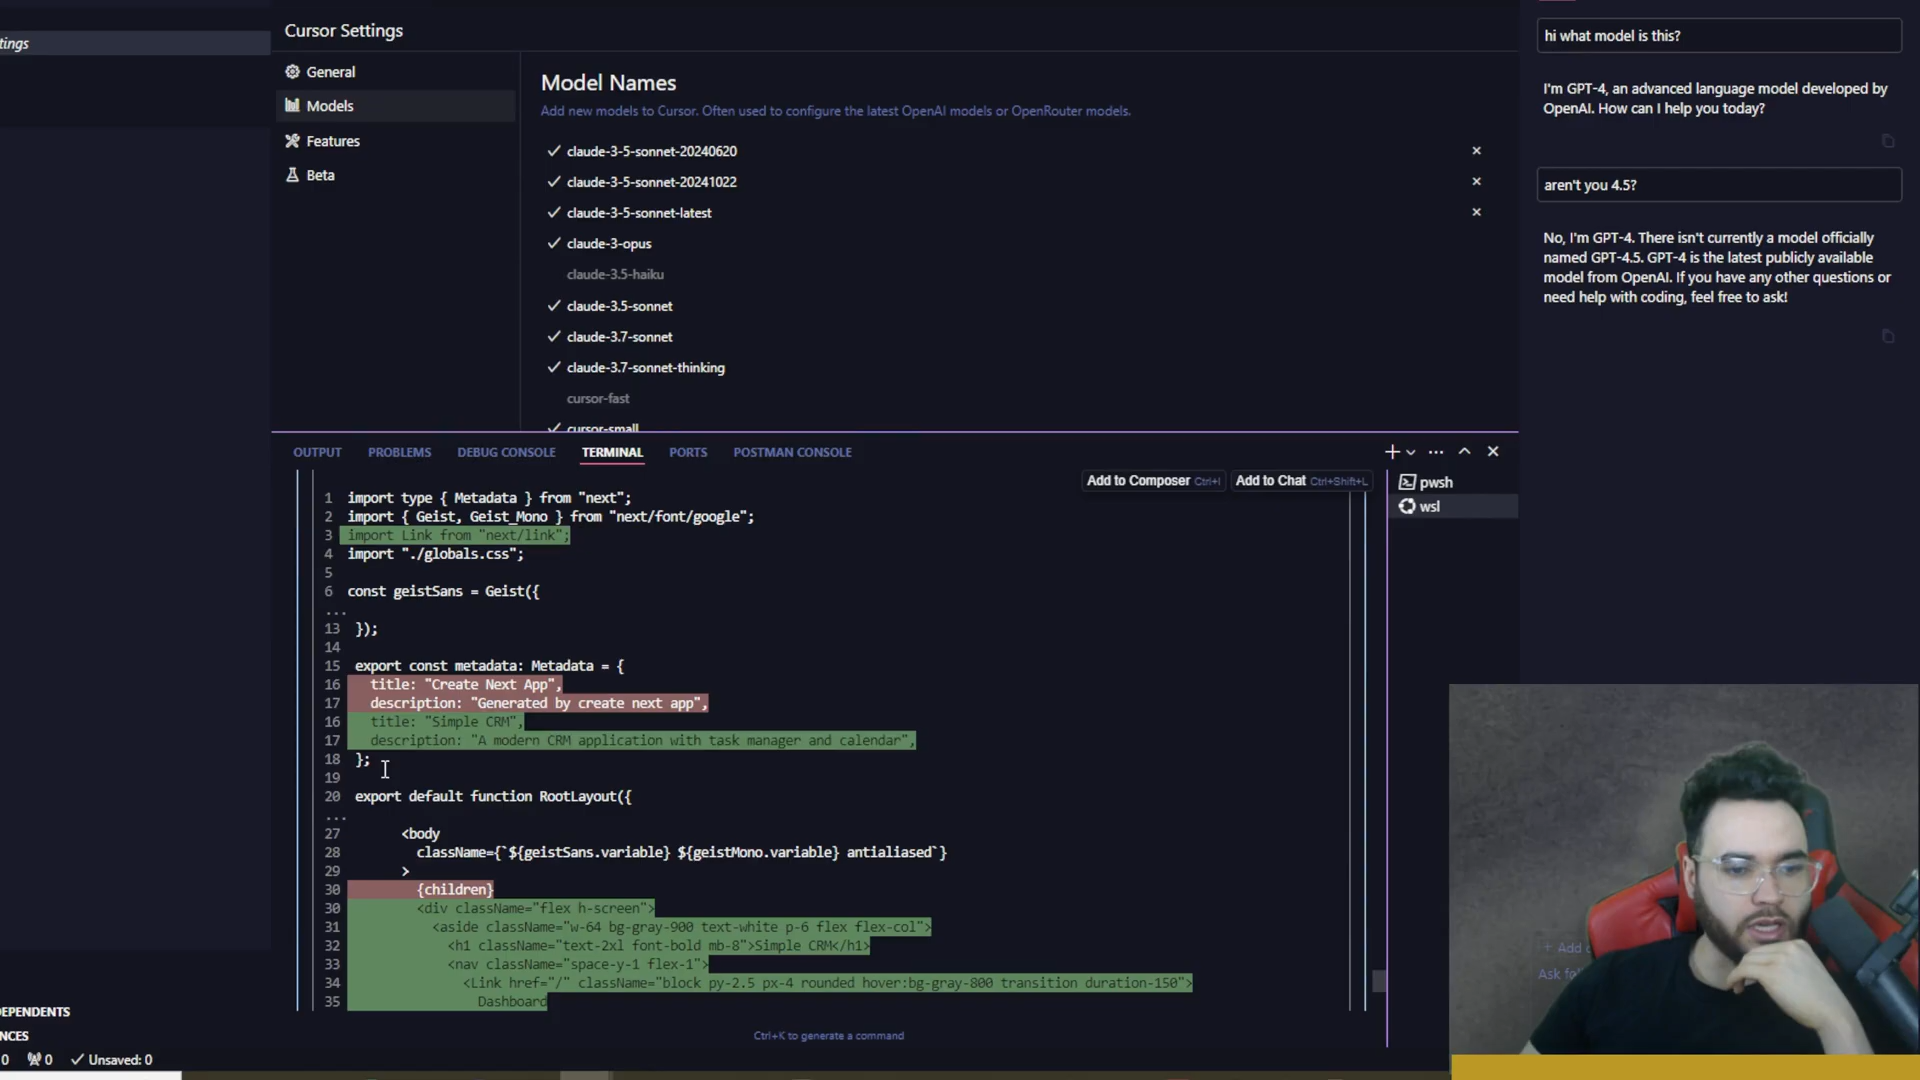 tings
Cursor Settings
General
Models
Features
Beta
Model Names
Add new models to Cursor. Often used to configure the latest OpenAI models or OpenRouter models.
claude-3-5-sonnet-20240620
claude-3-5-sonnet-20241022
claude-3-5-sonnet-latest
claude-3-opus
claude-3.5-haiku
claude-3.5-sonnet
claude-3.7-sonnet
claude-3.7-sonnet-thinking
cursor-fast
cursor-small
hi what model is this?
I'm GPT-4, an advanced language model developed by
OpenAI. How can I help you today?
aren't you 4.5?
No, I'm GPT-4. There isn't currently a model officially
named GPT-4.5. GPT-4 is the latest publicly available
model from OpenAI. If you have any other questions or
need help with coding, feel free to ask!
OUTPUT PROBLEMS DEBUG CONSOLE TERMINAL PORTS POSTMAN CONSOLE
Add to Composer Ctrl+I Add to Chat Ctrl+Shift+L
pwsh
wsl
1 import type { Metadata } from "next";
2 import { Geist, Geist_Mono } from "next/font/google";
3 import Link from "next/link";
4 import "./globals.css";
5
6 const geistSans = Geist({
...
13 });
14
15 export const metadata: Metadata = {
16 title: "Create Next App",
17 description: "Generated by create next app",
16 title: "Simple CRM",
17 description: "A modern CRM application with task manager and calendar",
18 };
19
20 export default function RootLayout({
...
27 <body
28 className={`${geistSans.variable} ${geistMono.variable} antialiased`}
29 >
30 {children}
30 <div className="flex h-screen">
31 <aside className="w-64 bg-gray-900 text-white p-6 flex flex-col">
32 <h1 className="text-2xl font-bold mb-8">Simple CRM</h1>
33 <nav className="space-y-1 flex-1">
34 <Link href="/" className="block py-2.5 px-4 rounded hover:bg-gray-800 transition duration-150">
35 Dashboard
Ctrl+K to generate a command
+ Add
Ask
EPENDENTS
NCES
0 0 Unsaved: 0